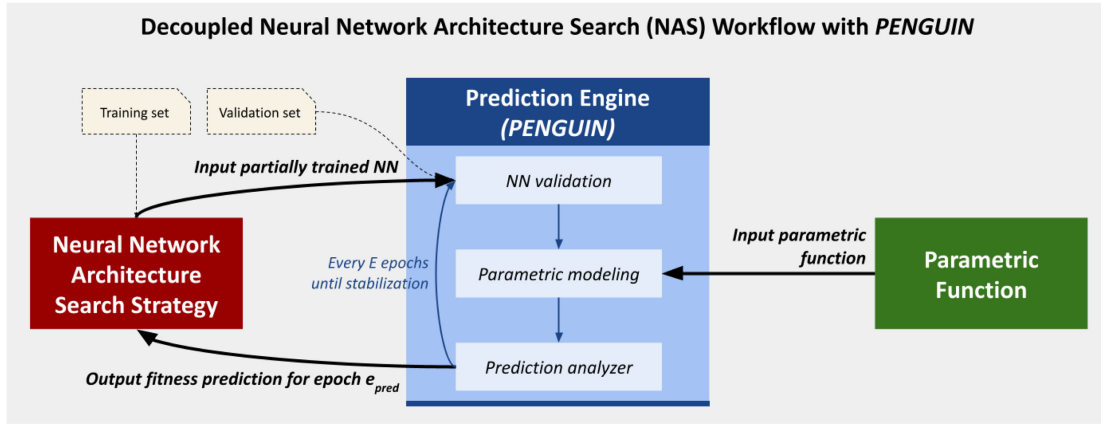 Decoupled Neural Network Architecture Search (NAS) Workflow with PENGUIN
Training set
Validation set
Prediction Engine
(PENGUIN)
Input partially trained NN
NN validation
Neural Network
Architecture
Search Strategy
Every E epochs
until stabilization
Parametric modeling
Input parametric
function
Parametric
Function
Prediction analyzer
Output fitness prediction for epoch e_pred